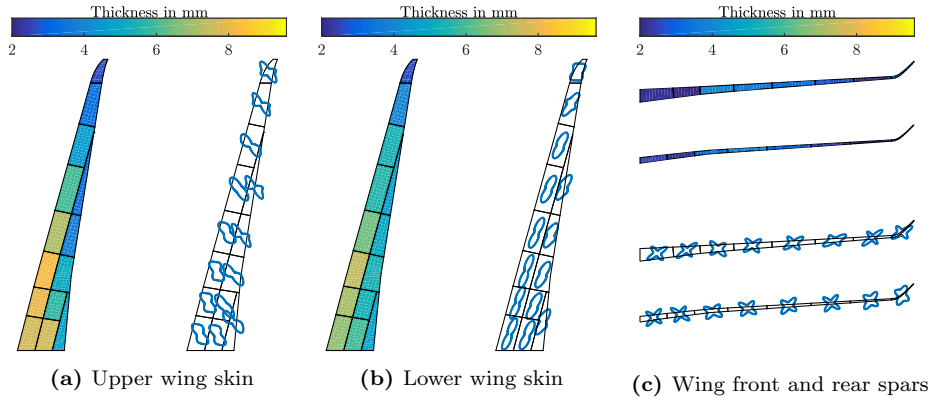 Thickness in mm
2 4 6 8
(a) Upper wing skin
Thickness in mm
2 4 6 8
(b) Lower wing skin
Thickness in mm
2 4 6 8
(c) Wing front and rear spars